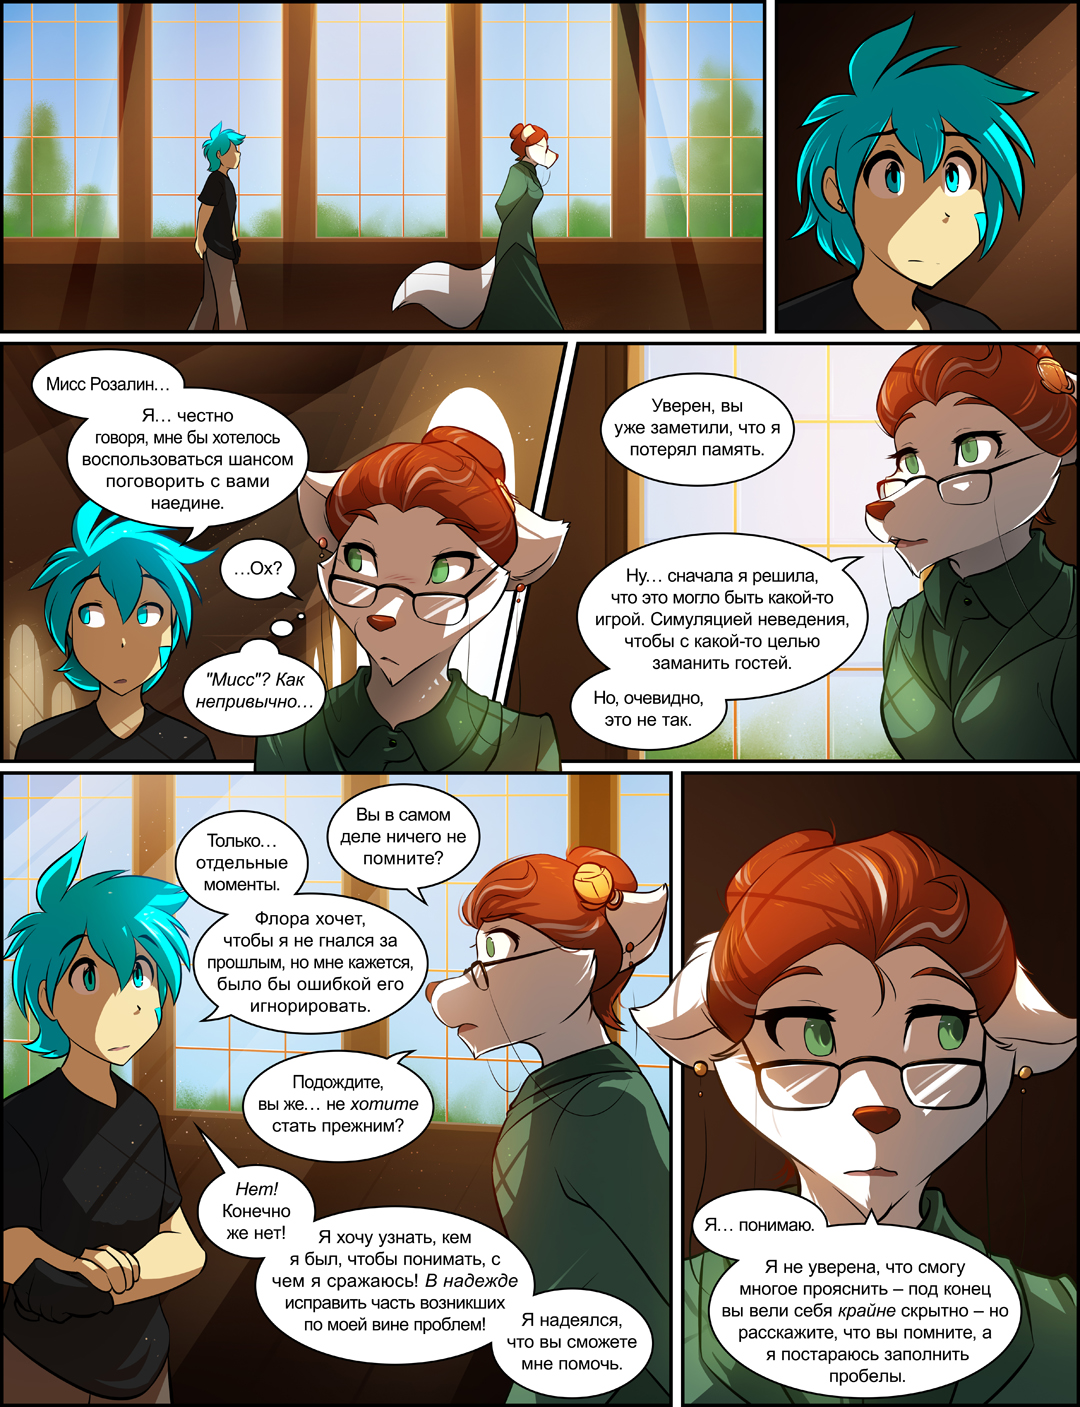 Мисс Розалин…
Я… честно
говоря, мне бы хотелось
воспользоваться шансом
поговорить с вами
наедине.
…Ох?
"Мисс"? Как
непривычно…
Уверен, вы
уже заметили, что я
потерял память.
Ну… сначала я решила,
что это могло быть какой-то
игрой. Симуляцией неведения,
чтобы с какой-то целью
заманить гостей.
Но, очевидно,
это не так.
Вы в самом
деле ничего не
помните?
Только…
отдельные
моменты.
Флора хочет,
чтобы я не гнался за
прошлым, но мне кажется,
было бы ошибкой его
игнорировать.
Подождите,
вы же… не хотите
стать прежним?
Нет!
Конечно
же нет!
Я хочу узнать, кем
я был, чтобы понимать, с
чем я сражаюсь! В надежде
исправить часть возникших
по моей вине проблем!
Я надеялся,
что вы сможете
мне помочь.
Я… понимаю.
Я не уверена, что смогу
многое прояснить – под конец
вы вели себя крайне скрытно – но
расскажите, что вы помните, а
я постараюсь заполнить
пробелы.